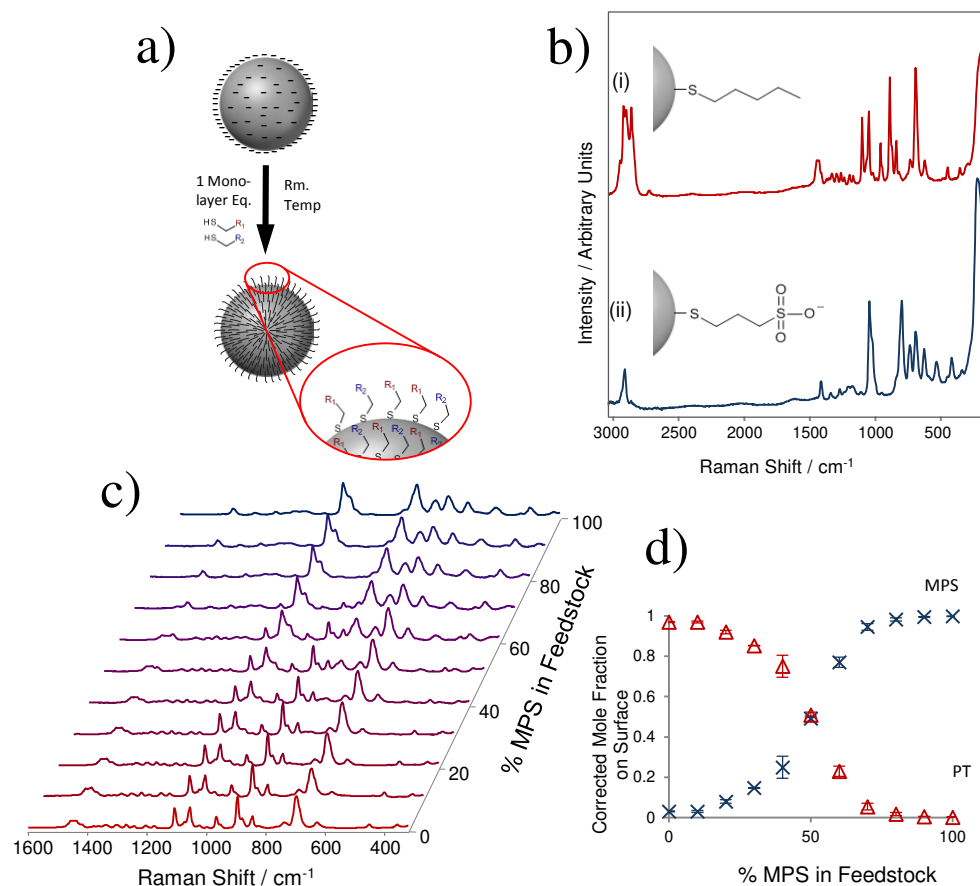 a)
1 Mono-
layer Eq.
Rm.
Temp
HS R1
HS R2
R1 R2 R1 R1 R2
S S S S S
R1 R2 R1 R2 R2
S S S S
b)
(i)
S
(ii)
S
O
S O−
O
Intensity / Arbitrary Units
3000 2500 2000 1500 1000 500
Raman Shift / cm-1
c)
100
80
60
40
20
0
% MPS in Feedstock
1600 1400 1200 1000 800 600 400
Raman Shift / cm-1
d)
MPS
PT
1
0.8
0.6
0.4
0.2
0
Corrected Mole Fraction
on Surface
0 50 100
% MPS in Feedstock